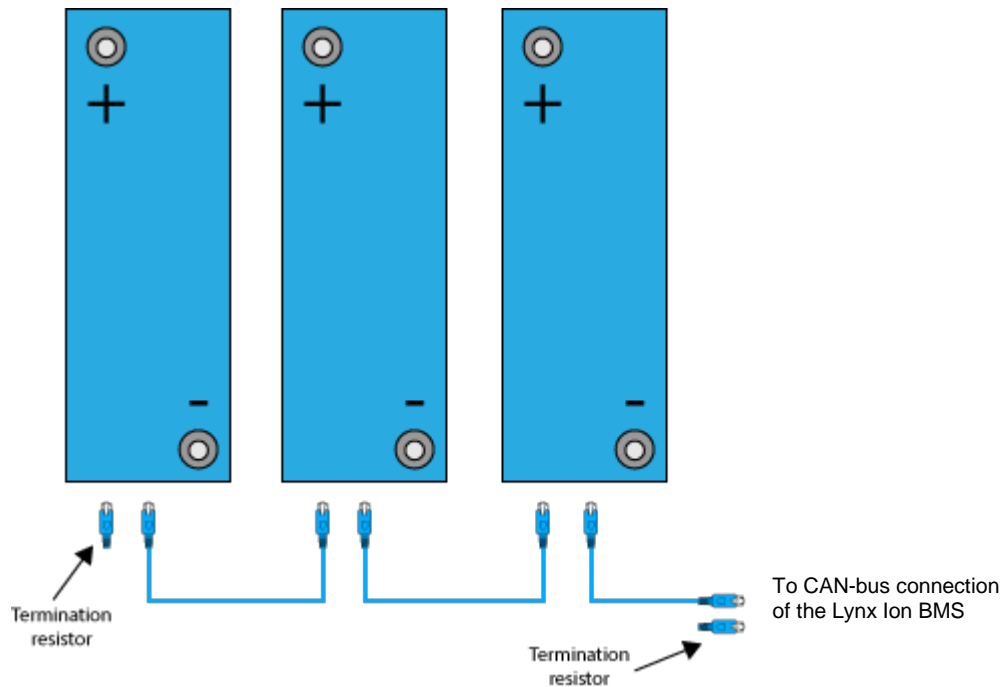 +
+
+
-
-
-
Termination
resistor
To CAN-bus connection
of the Lynx Ion BMS
Termination
resistor